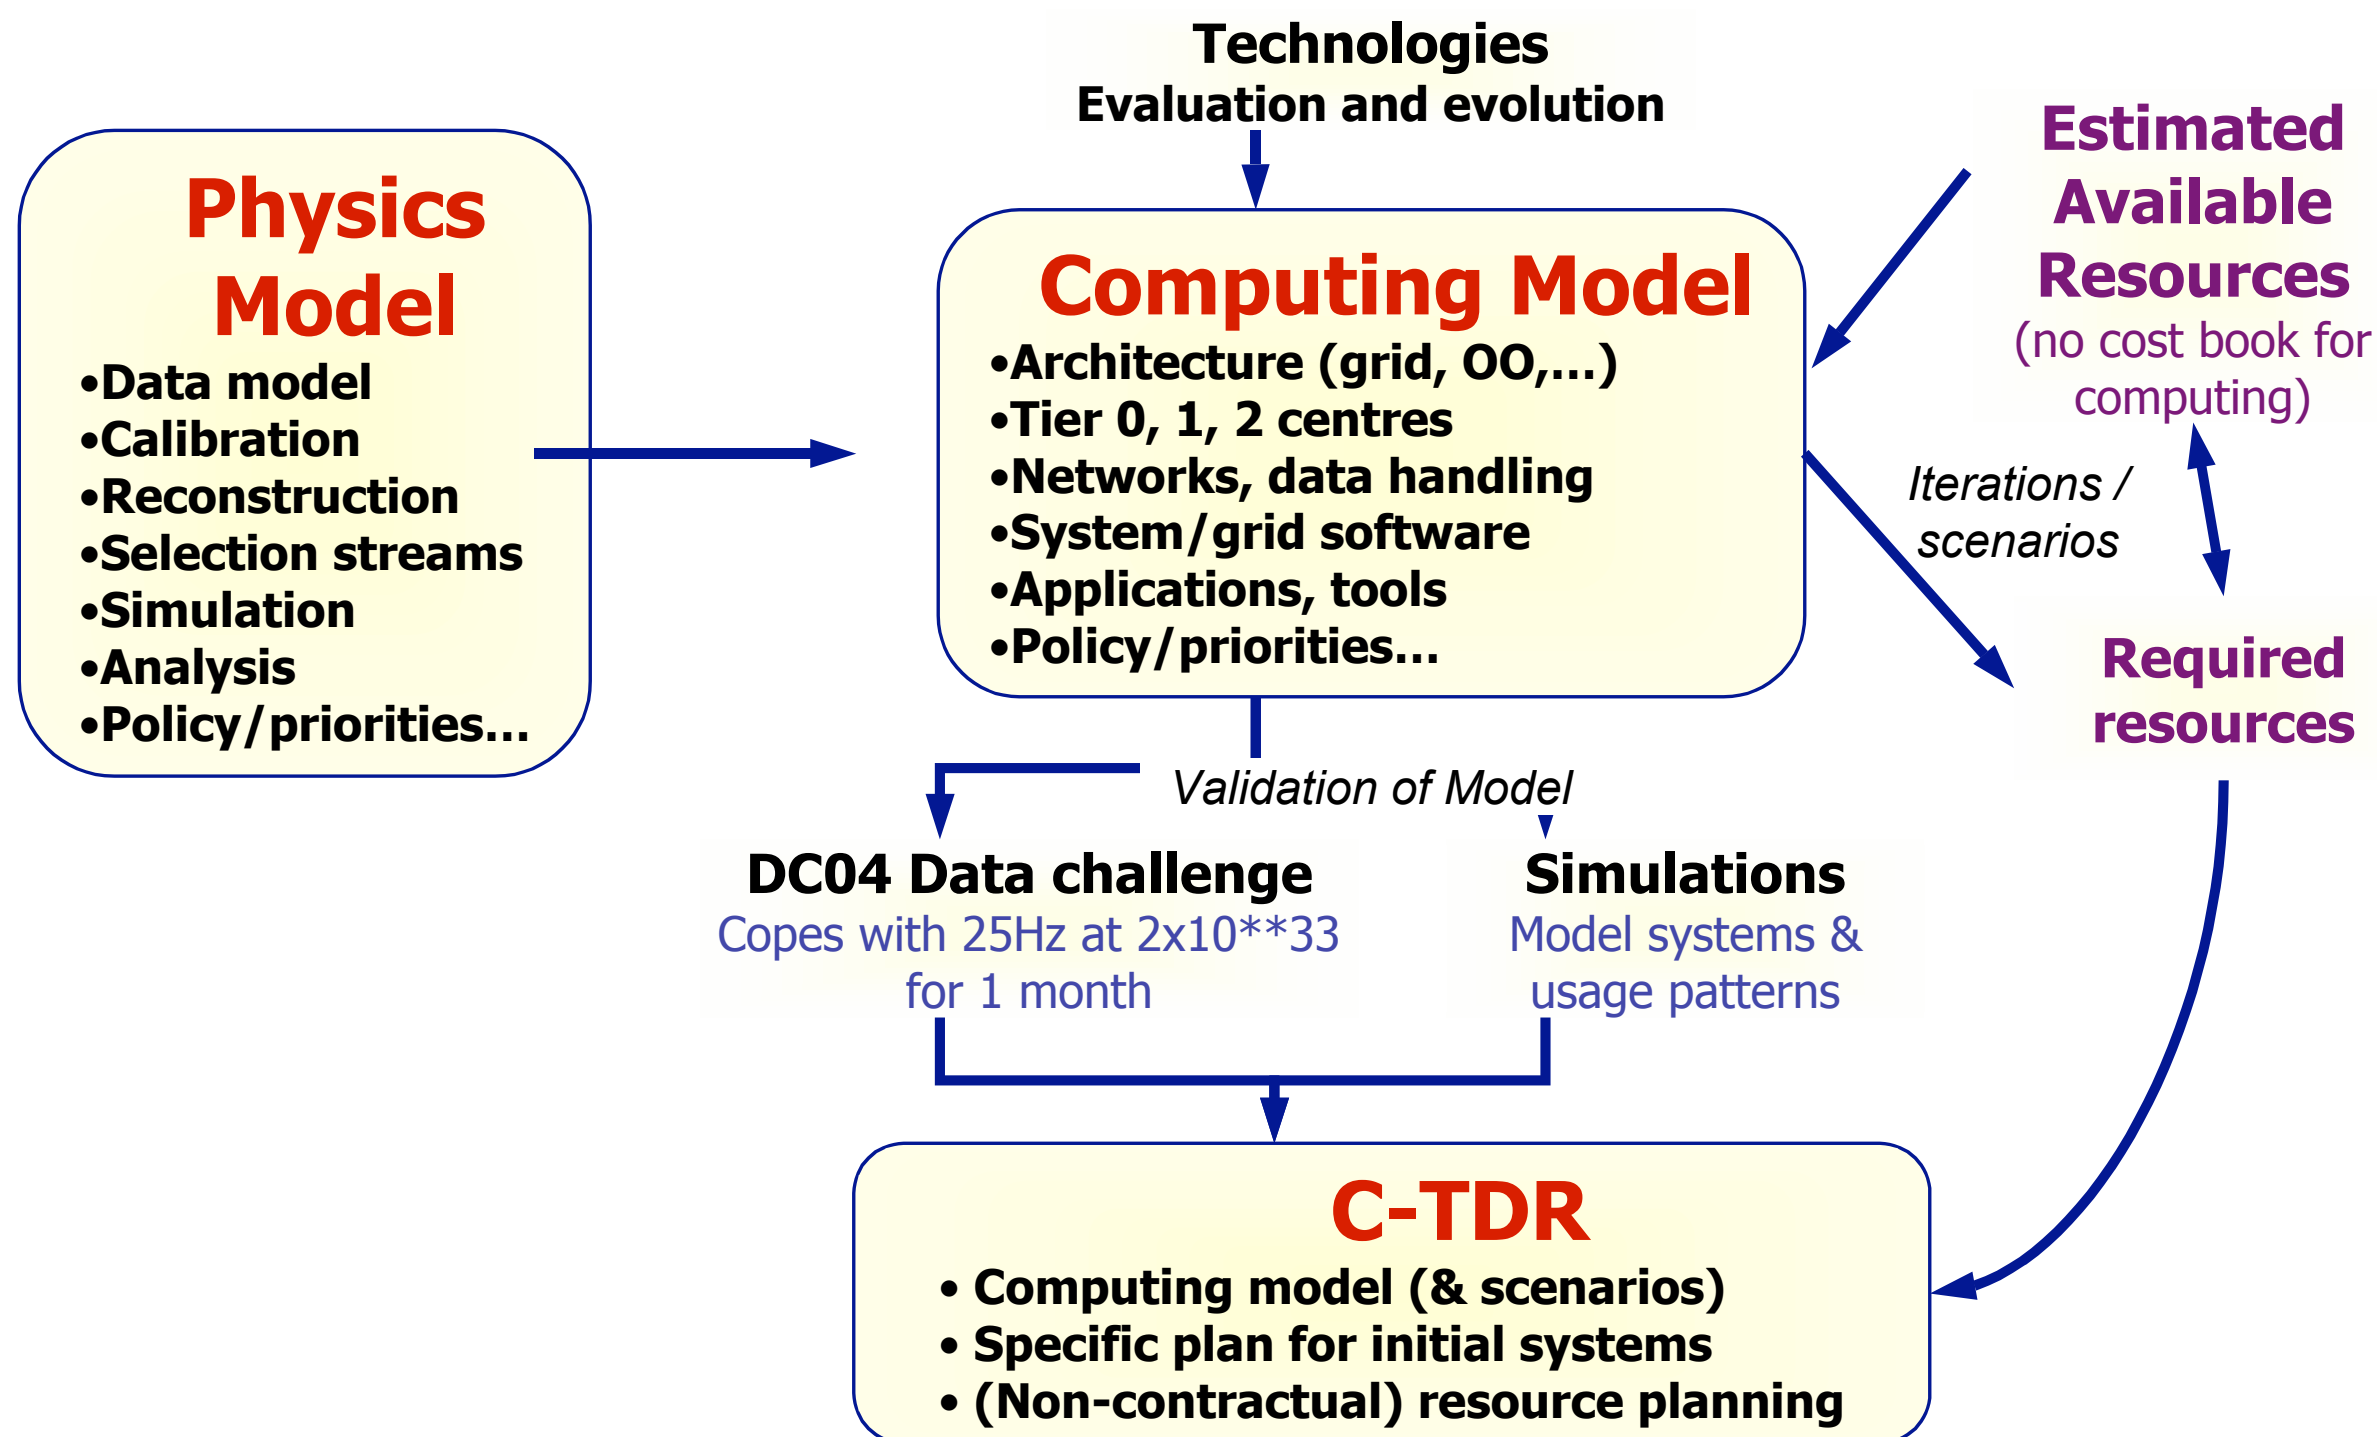 Technologies
Evaluation and evolution
Physics
Model
•Data model
•Calibration
•Reconstruction
•Selection streams
•Simulation
•Analysis
•Policy/priorities…
Computing Model
•Architecture (grid, OO,…)
•Tier 0, 1, 2 centres
•Networks, data handling
•System/grid software
•Applications, tools
•Policy/priorities…
Estimated
Available
Resources
(no cost book for
computing)
Iterations /
scenarios
Required
resources
Validation of Model
DC04 Data challenge
Copes with 25Hz at 2x10**33
for 1 month
Simulations
Model systems &
usage patterns
C-TDR
• Computing model (& scenarios)
• Specific plan for initial systems
• (Non-contractual) resource planning